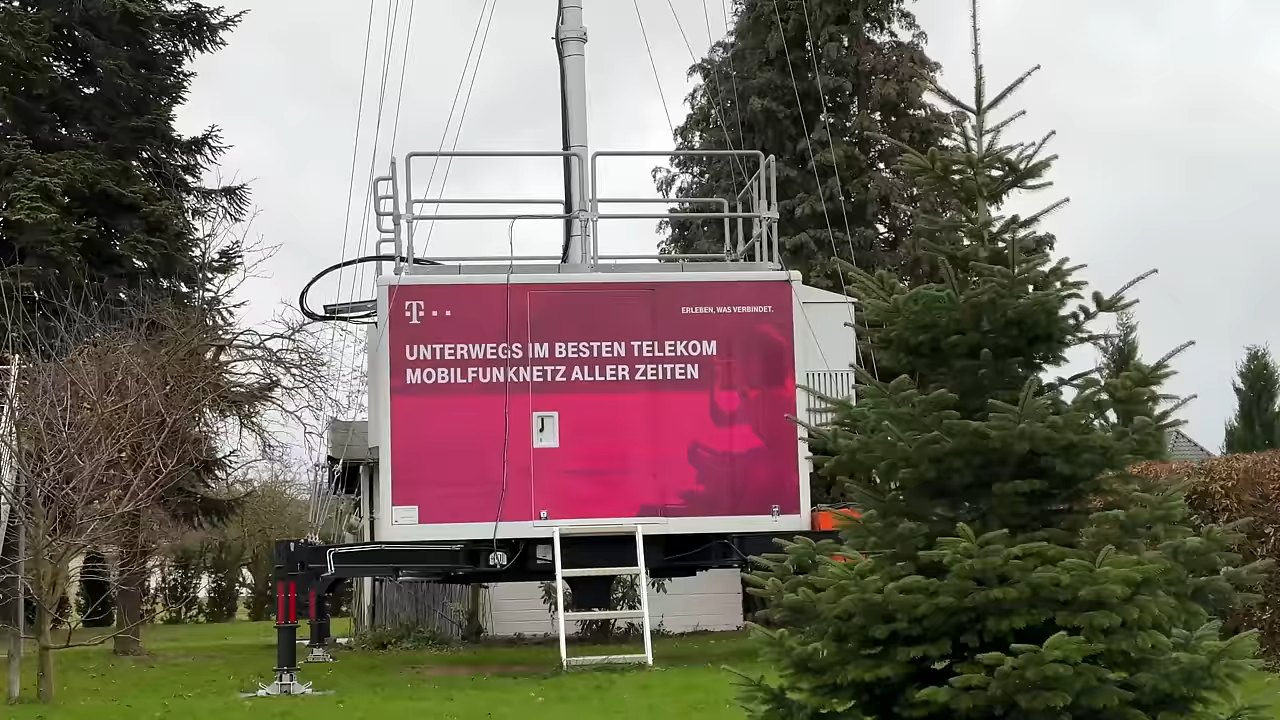 T
ERLEBEN, WAS VERBINDET.
UNTERWEGS IM BESTEN TELEKOM
MOBILFUNKNETZ ALLER ZEITEN